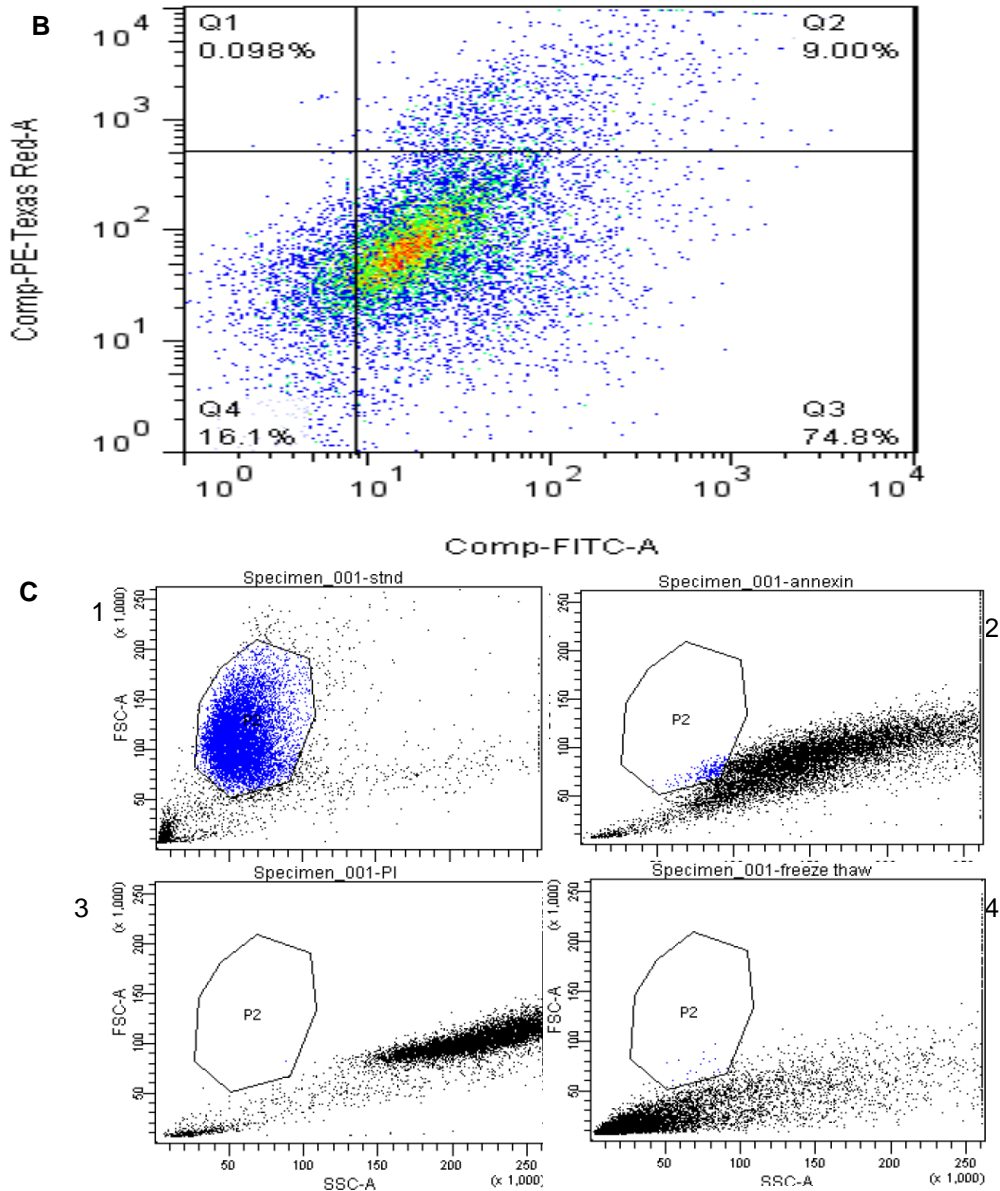 B
Q1
0.098%
Q2
9.00%
10^4
10^3
10^2
10^1
10^0
Comp-PE-Texas Red-A
Q4
16.1%
Q3
74.8%
10^0 10^1 10^2 10^3 10^4
Comp-FITC-A
C
1
Specimen_001-stnd
(x 1,000)
250
200
150
100
50
FSC-A
Specimen_001-annexin
2
(x 1,000)
250
200
150
100
50
FSC-A
P2
3
Specimen_001-PI
(x 1,000)
250
200
150
100
50
FSC-A
P2
50 100 150 200 250
SSC-A
(x 1,000)
Specimen_001-freeze thaw
4
(x 1,000)
250
200
150
100
50
FSC-A
P2
50 100 150 200 250
SSC-A
(x 1,000)